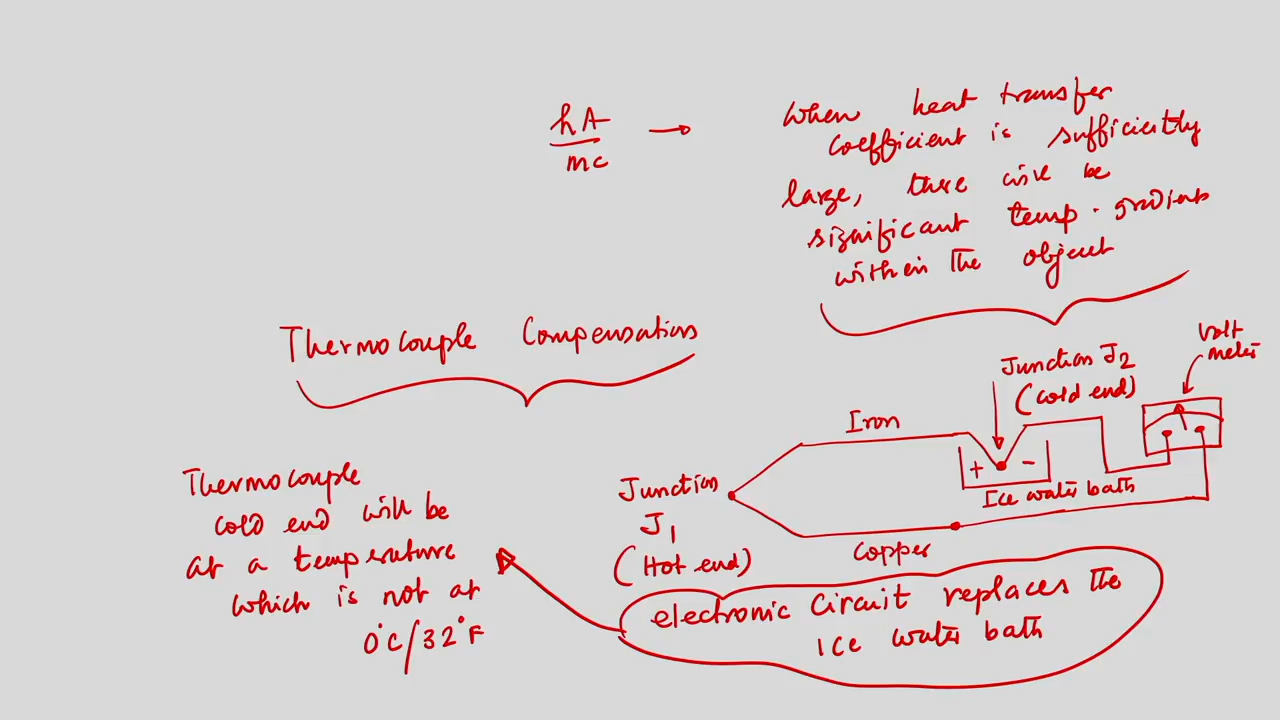 hA
mc
When heat transfer
coefficient is sufficiently
large, there will be
significant temp. gradients
within the object
Thermocouple Compensation
Volt
meter
Junction J2
(cold end)
Iron
+ -
Ice water bath
Junction
J1
(Hot end)
Copper
Thermocouple
cold end will be
at a temperature
which is not at
0°C/32°F
electronic circuit replaces the
ice water bath